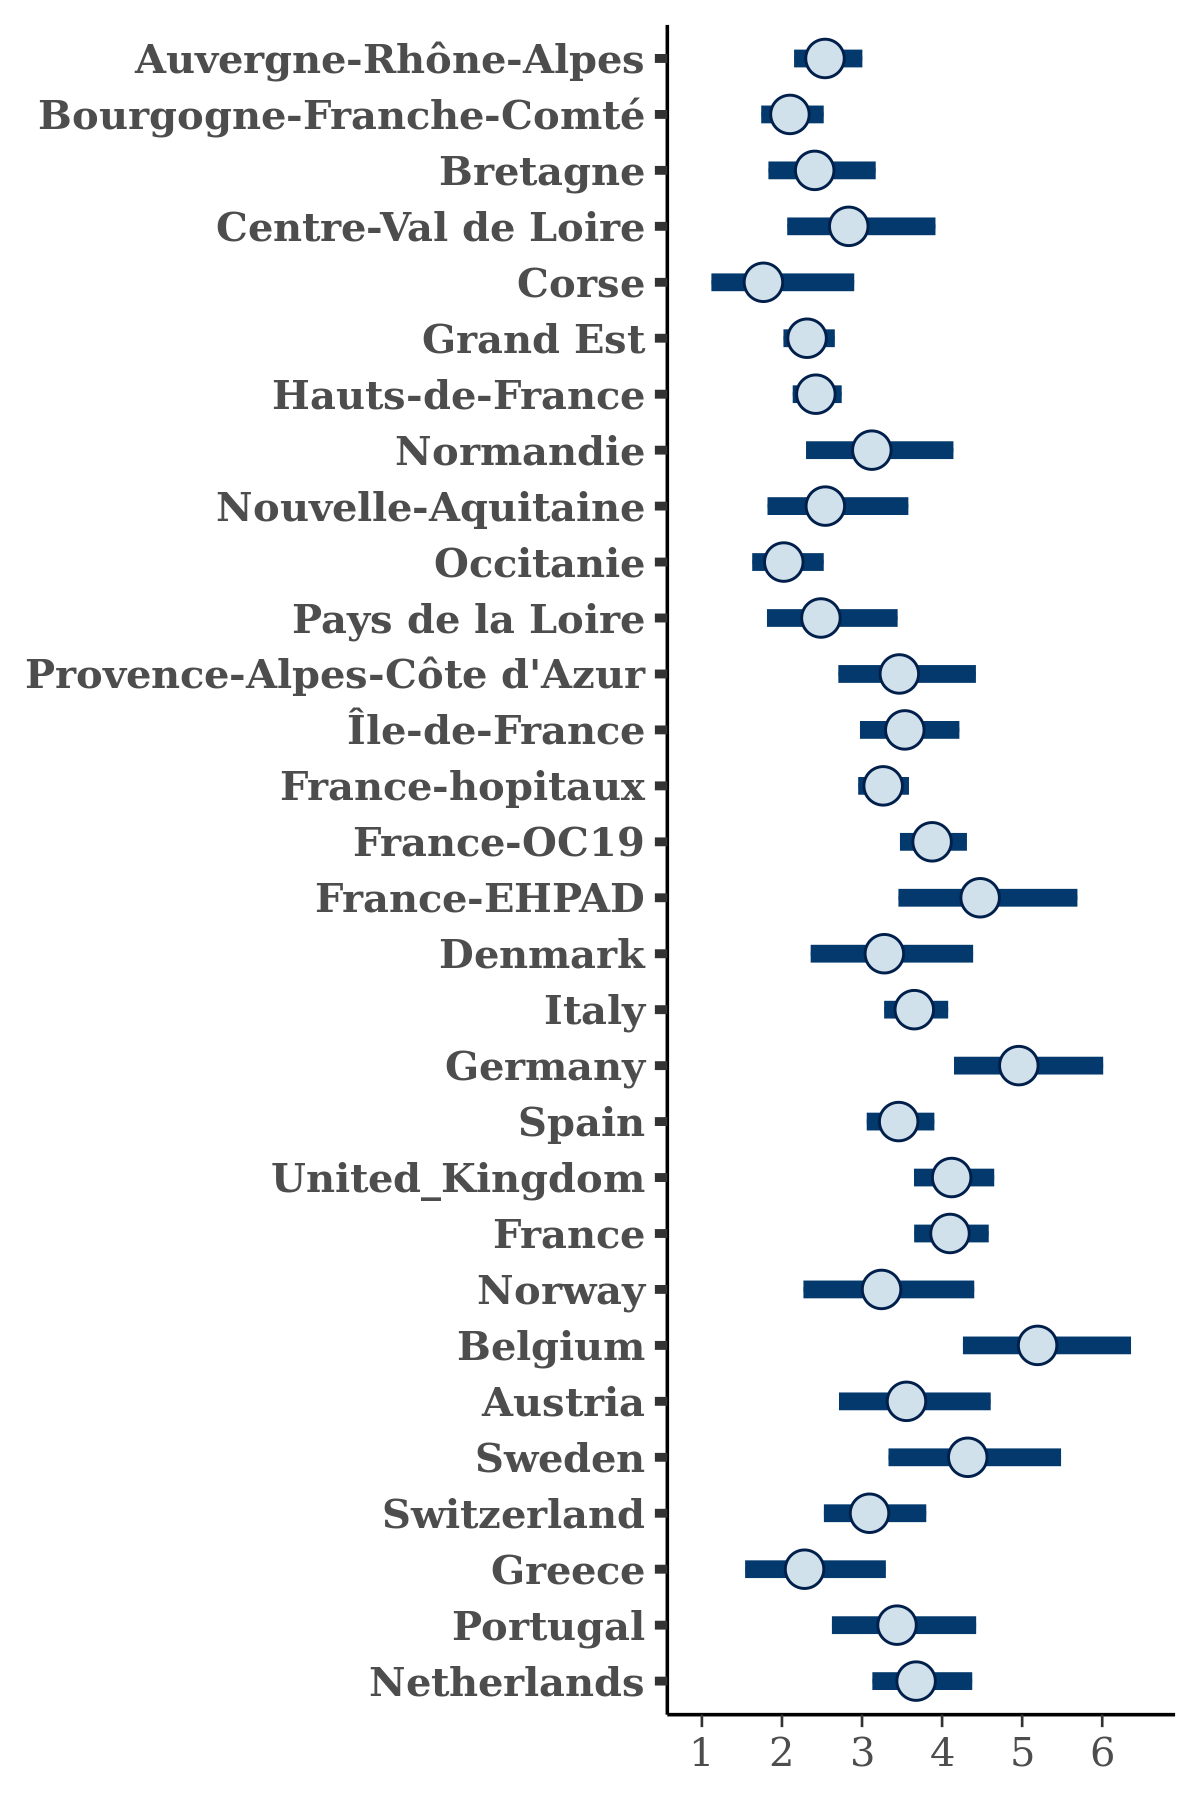 Auvergne-Rhône-Alpes
Bourgogne-Franche-Comté
Bretagne
Centre-Val de Loire
Corse
Grand Est
Hauts-de-France
Normandie
Nouvelle-Aquitaine
Occitanie
Pays de la Loire
Provence-Alpes-Côte d'Azur
Île-de-France
France-hopitaux
France-OC19
France-EHPAD
Denmark
Italy
Germany
Spain
United_Kingdom
France
Norway
Belgium
Austria
Sweden
Switzerland
Greece
Portugal
Netherlands
1 2 3 4 5 6